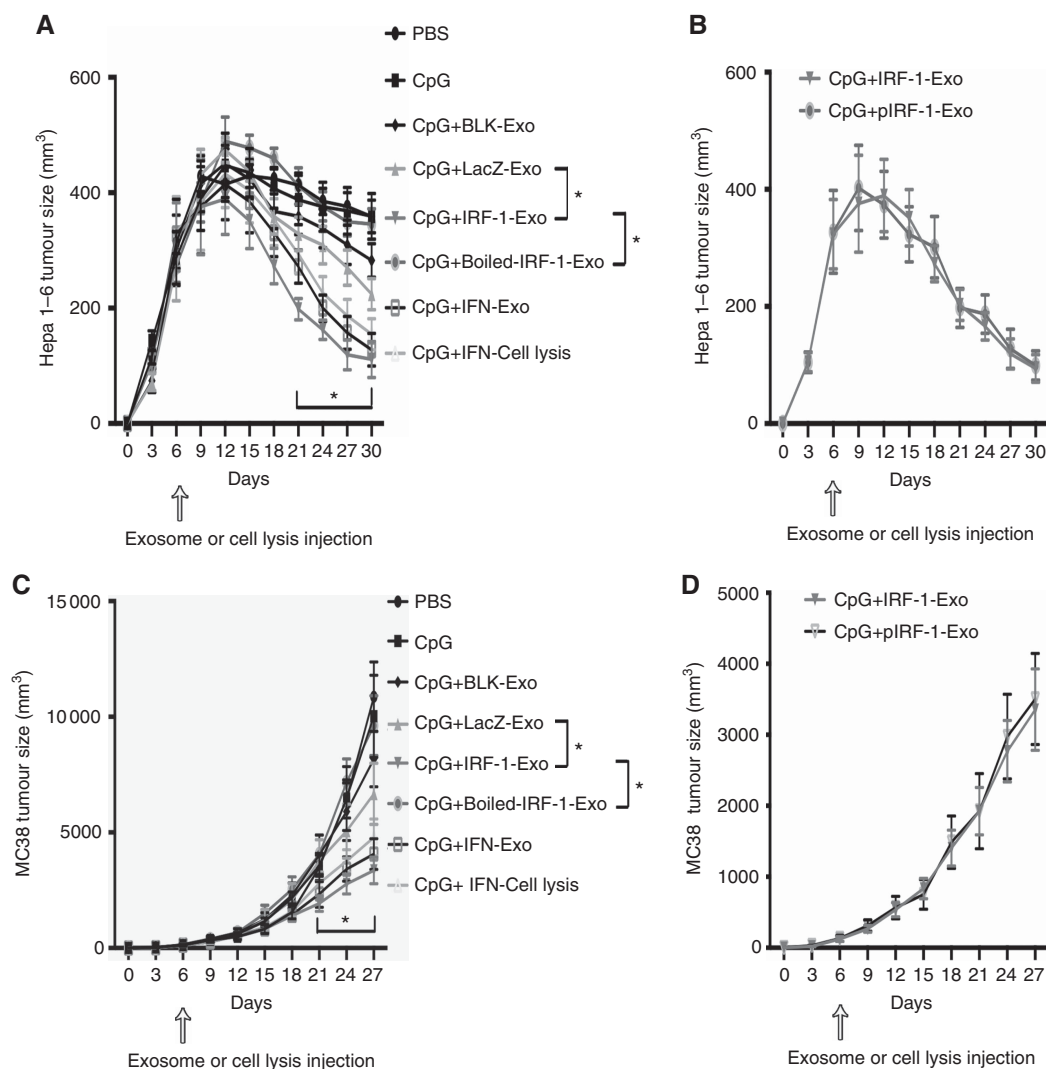 A
Hepa 1–6 tumour size (mm³)
600
400
200
0
0 3 6 9 12 15 18 21 24 27 30
Days
Exosome or cell lysis injection
*
PBS
CpG
CpG+BLK-Exo
CpG+LacZ-Exo
CpG+IRF-1-Exo
CpG+Boiled-IRF-1-Exo
CpG+IFN-Exo
CpG+IFN-Cell lysis
*
*
B
Hepa 1–6 tumour size (mm³)
600
400
200
0
0 3 6 9 12 15 18 21 24 27 30
Days
Exosome or cell lysis injection
CpG+IRF-1-Exo
CpG+pIRF-1-Exo
C
MC38 tumour size (mm³)
15 000
10 000
5000
0
0 3 6 9 12 15 18 21 24 27
Days
Exosome or cell lysis injection
*
PBS
CpG
CpG+BLK-Exo
CpG+LacZ-Exo
CpG+IRF-1-Exo
CpG+Boiled-IRF-1-Exo
CpG+IFN-Exo
CpG+ IFN-Cell lysis
*
*
D
MC38 tumour size (mm³)
5000
4000
3000
2000
1000
0
0 3 6 9 12 15 18 21 24 27
Days
Exosome or cell lysis injection
CpG+IRF-1-Exo
CpG+pIRF-1-Exo